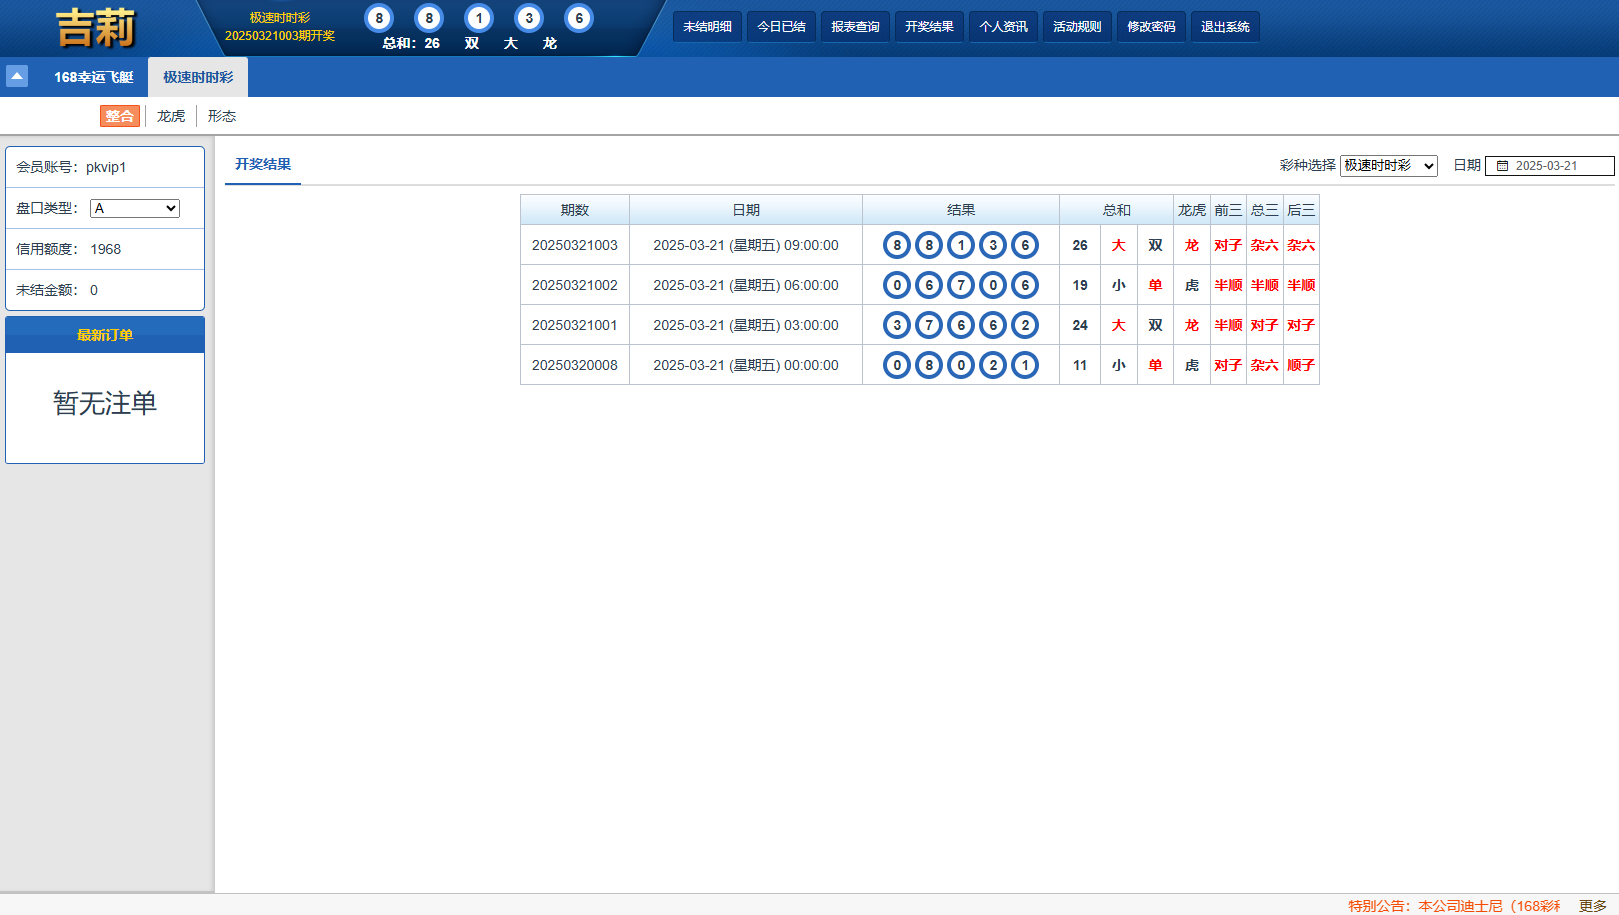 吉莉
极速时时彩
20250321003期开奖
8 8 1 3 6
总和：26 双 大 龙
未结明细 今日已结 报表查询 开奖结果 个人资讯 活动规则 修改密码 退出系统
168幸运飞艇 极速时时彩
整合 龙虎 形态
会员账号：pkvip1
盘口类型： A
信用额度： 1968
未结金额： 0
最新订单
暂无注单
开奖结果
彩种选择 极速时时彩 日期 2025-03-21
期数 日期 结果 总和 龙虎 前三 总三 后三
20250321003 2025-03-21 (星期五) 09:00:00 8 8 1 3 6 26 大 双 龙 对子 杂六 杂六
20250321002 2025-03-21 (星期五) 06:00:00 0 6 7 0 6 19 小 单 虎 半顺 半顺 半顺
20250321001 2025-03-21 (星期五) 03:00:00 3 7 6 6 2 24 大 双 龙 半顺 对子 对子
20250320008 2025-03-21 (星期五) 00:00:00 0 8 0 2 1 11 小 单 虎 对子 杂六 顺子
特别公告：本公司迪士尼（168彩 更多